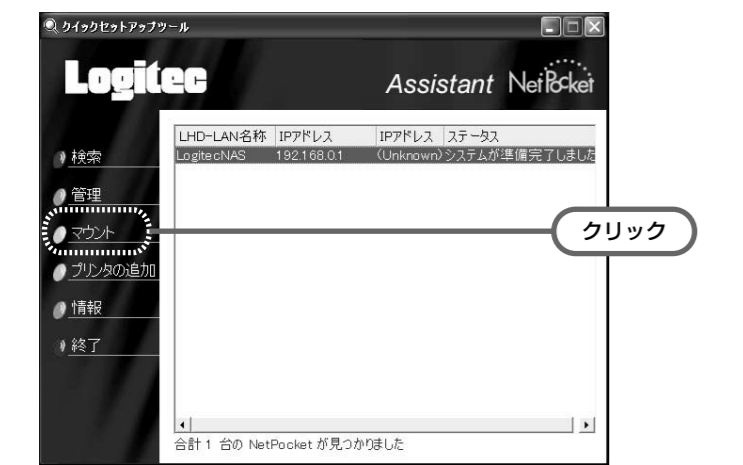 クイックセットアップツール
Logitec
Assistant NetPocket
LHD-LAN名称 IPアドレス IPアドレス ステータス
LogitecNAS 192.168.0.1 (Unknown) システムが準備完了しました
検索
管理
マウント
クリック
プリンタの追加
情報
終了
合計 1 台の NetPocket が見つかりました